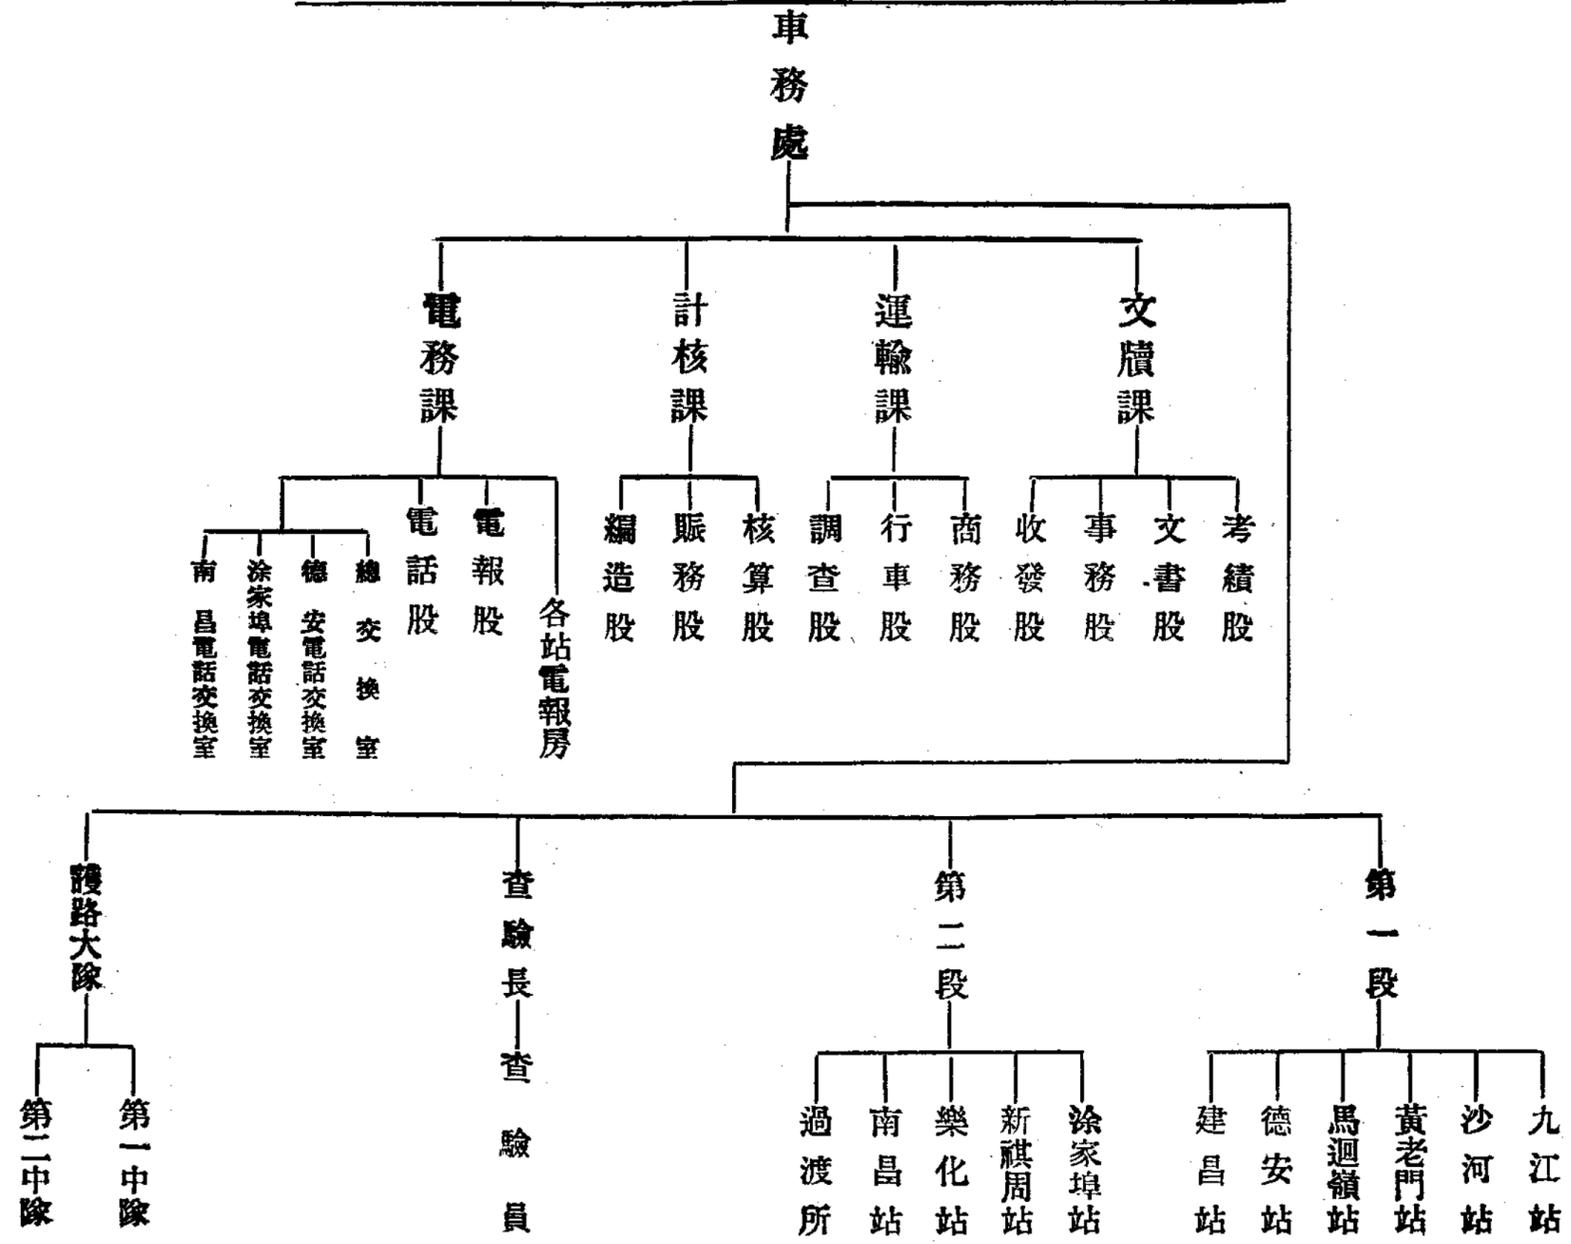 車務處
文牘課
運輸課
計核課
電務課
考績股
文書股
事務股
收發股
商務股
行車股
調查股
核算股
賬務股
編造股
各站電報房
電報股
電話股
總交換室
德安電話交換室
涂家埠電話交換室
南昌電話交換室
第一段
第二段
查驗長
護路大隊
九江站
沙河站
黃老門站
馬迴嶺站
德安站
建昌站
涂家埠站
新祺周站
樂化站
南昌站
過渡所
查驗員
第一中隊
第二中隊